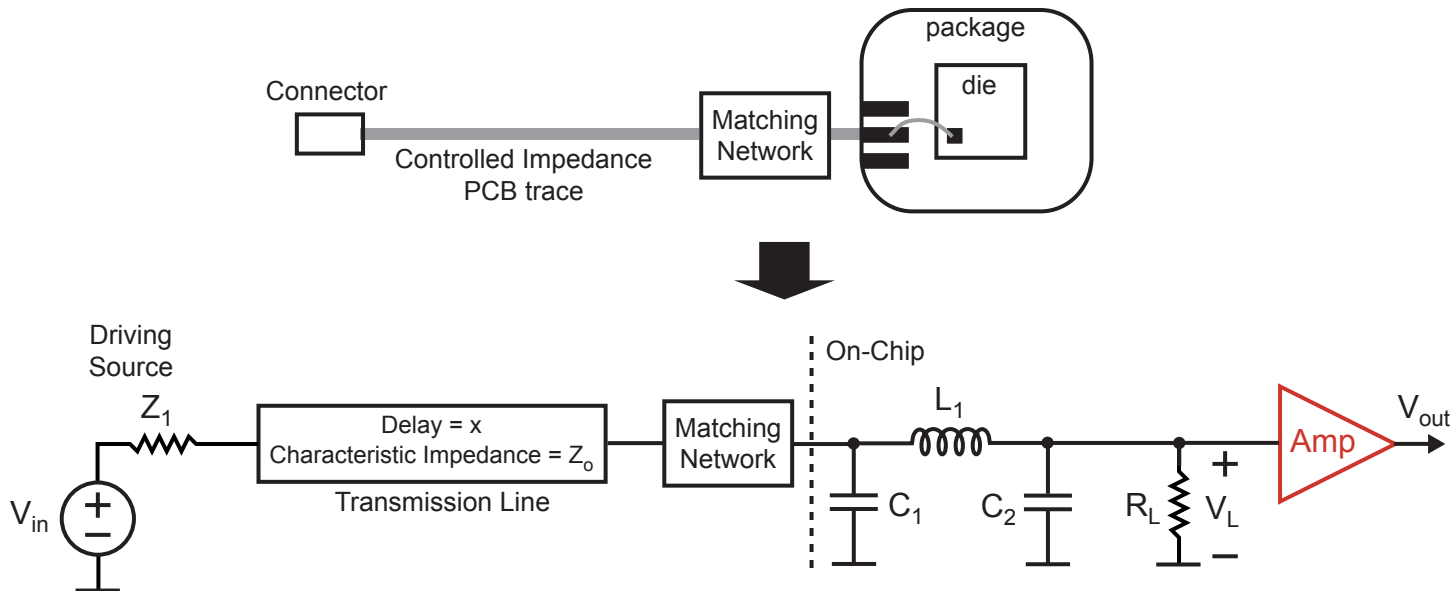 package
die
Connector
Matching
Network
Controlled Impedance
PCB trace
Driving
Source
On-Chip
Z1
L1
Vout
Delay = x
Characteristic Impedance = Zo
Matching
Network
Amp
Transmission Line
Vin
+
−
C1
C2
RL
+
VL
−